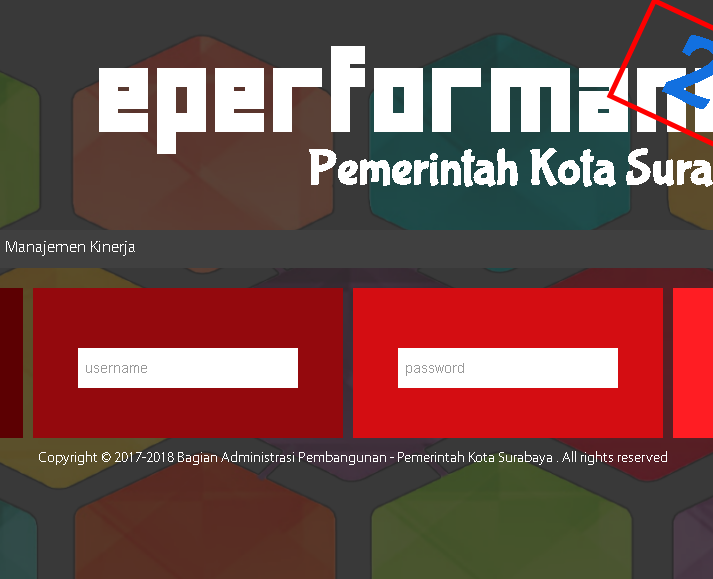 eperforman
2
Pemerintah Kota Sura
Manajemen Kinerja
username
password
Copyright © 2017-2018 Bagian Administrasi Pembangunan - Pemerintah Kota Surabaya . All rights reserved